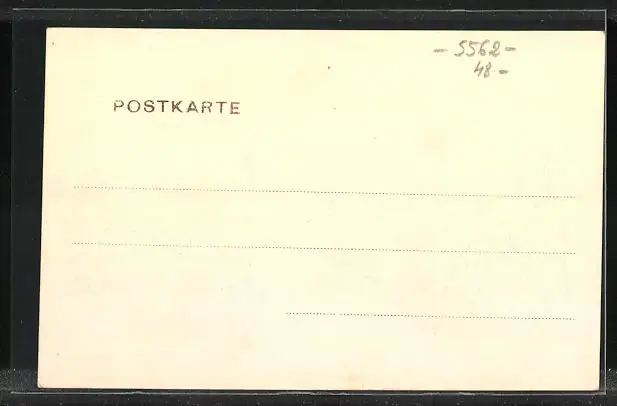 - 5562 -
48 -
POSTKARTE